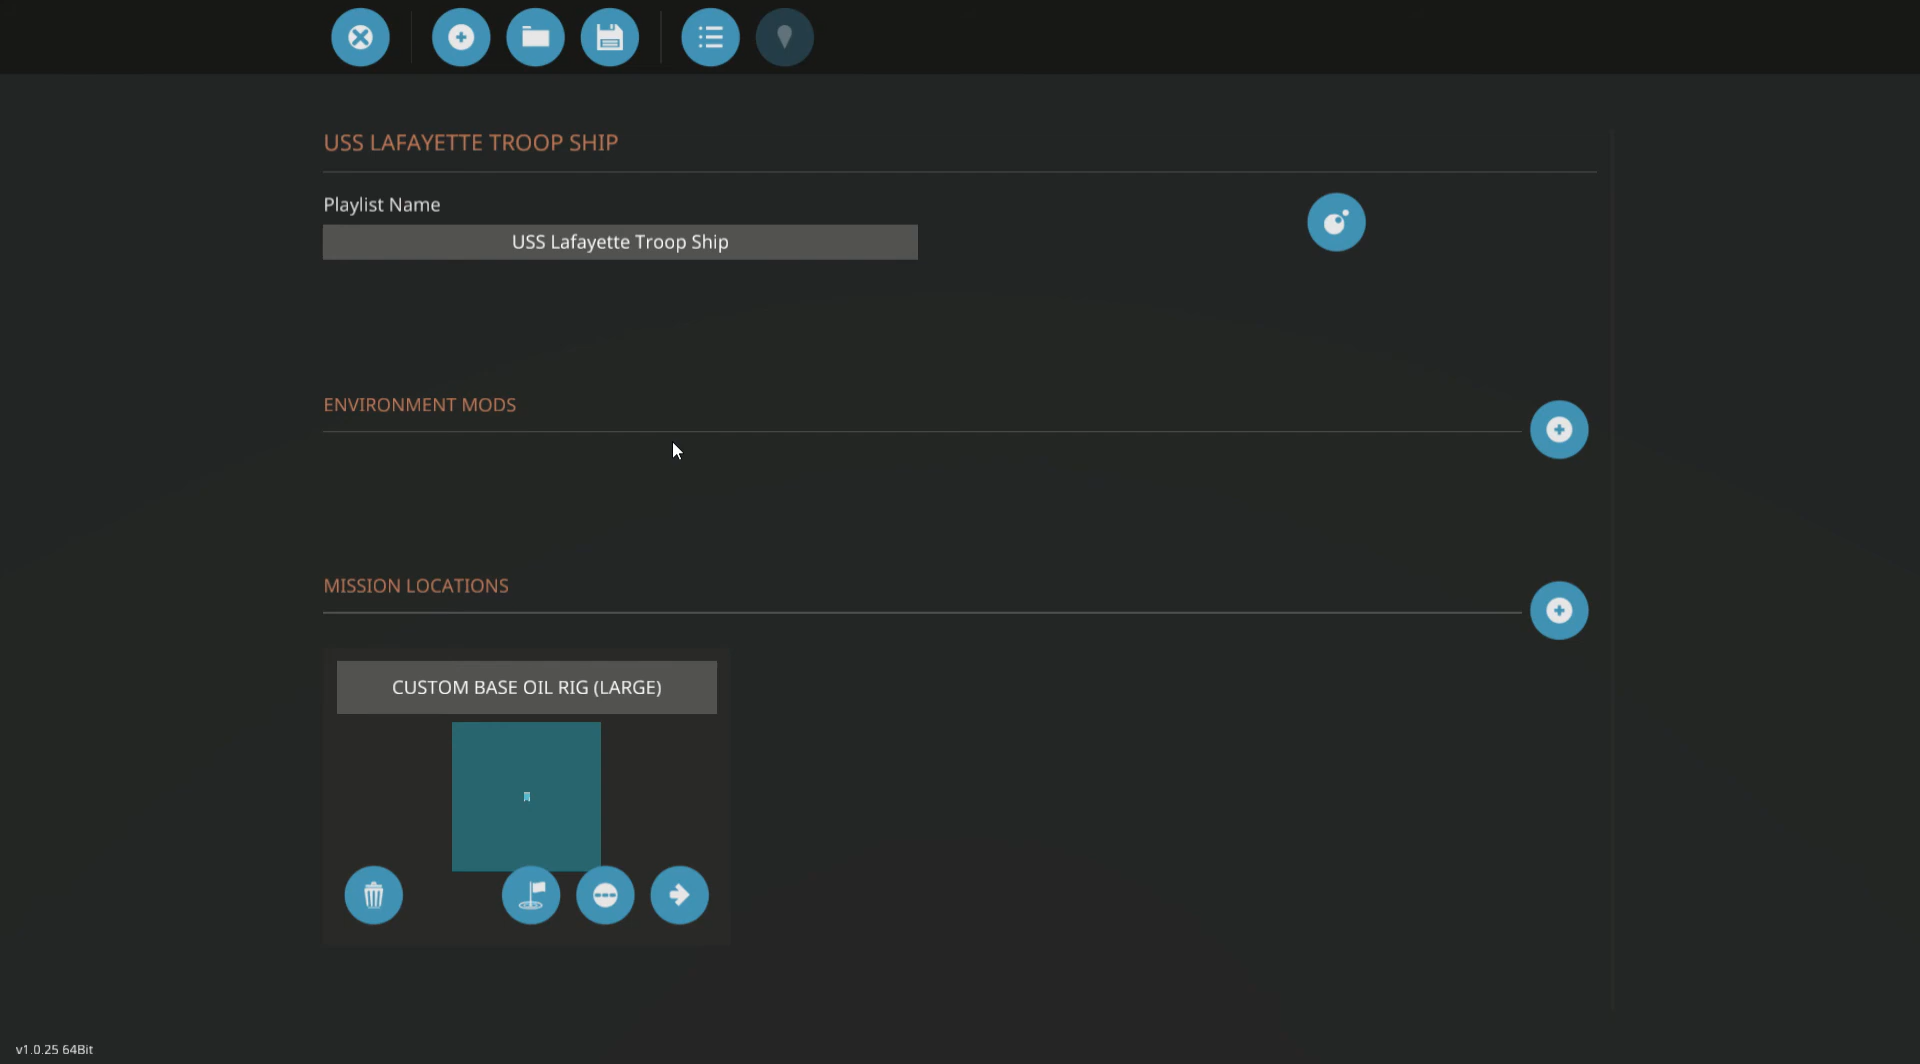 USS LAFAYETTE TROOP SHIP
Playlist Name
USS Lafayette Troop Ship
ENVIRONMENT MODS
MISSION LOCATIONS
CUSTOM BASE OIL RIG (LARGE)
v1.0.25 64Bit